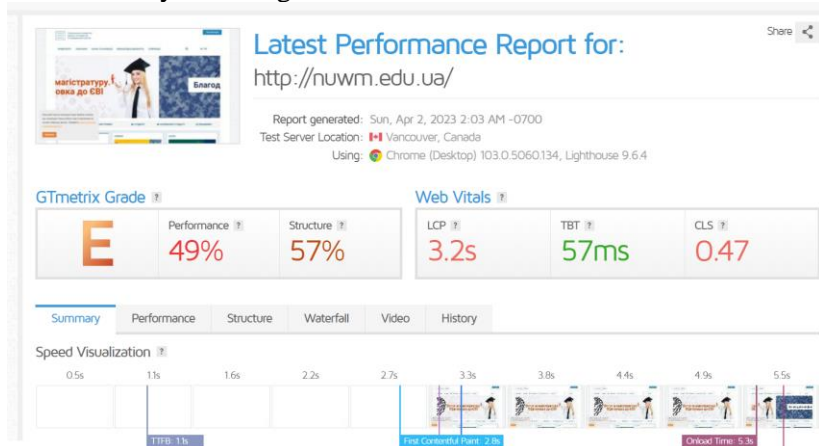 Latest Performance Report for:
Share
http://nuwm.edu.ua/
магістратуру.
овка до ЄВІ
Благод
Report generated: Sun, Apr 2, 2023 2:03 AM -0700
Test Server Location: Vancouver, Canada
Using: Chrome (Desktop) 103.0.5060.134, Lighthouse 9.6.4
GTmetrix Grade ?
Web Vitals ?
E
Performance ?
49%
Structure ?
57%
LCP ?
3.2s
TBT ?
57ms
CLS ?
0.47
Summary Performance Structure Waterfall Video History
Speed Visualization ?
0.5s 1.1s 1.6s 2.2s 2.7s 3.3s 3.8s 4.4s 4.9s 5.5s
TTFB: 1.1s First Contentful Paint: 2.8s Onload Time: 5.3s